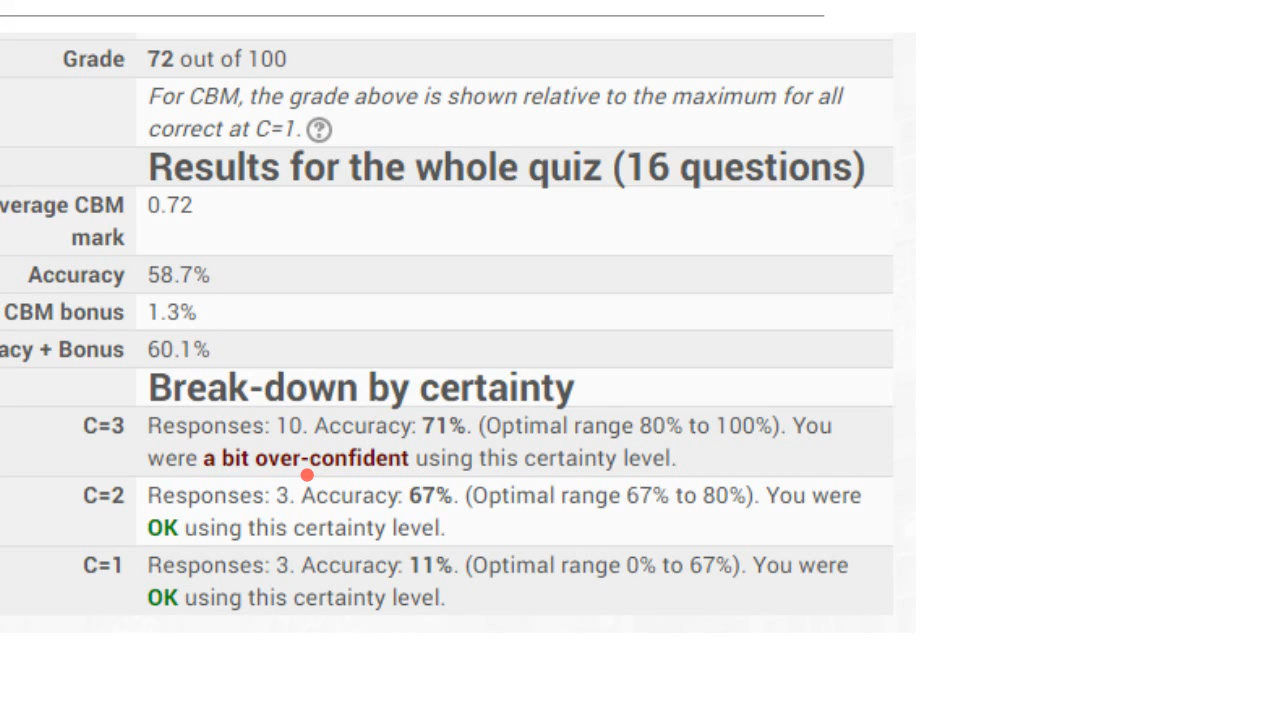 Grade 72 out of 100
For CBM, the grade above is shown relative to the maximum for all
correct at C=1.
Results for the whole quiz (16 questions)
verage CBM 0.72
mark
Accuracy 58.7%
CBM bonus 1.3%
acy + Bonus 60.1%
Break-down by certainty
C=3 Responses: 10. Accuracy: 71%. (Optimal range 80% to 100%). You
were a bit over-confident using this certainty level.
C=2 Responses: 3. Accuracy: 67%. (Optimal range 67% to 80%). You were
OK using this certainty level.
C=1 Responses: 3. Accuracy: 11%. (Optimal range 0% to 67%). You were
OK using this certainty level.